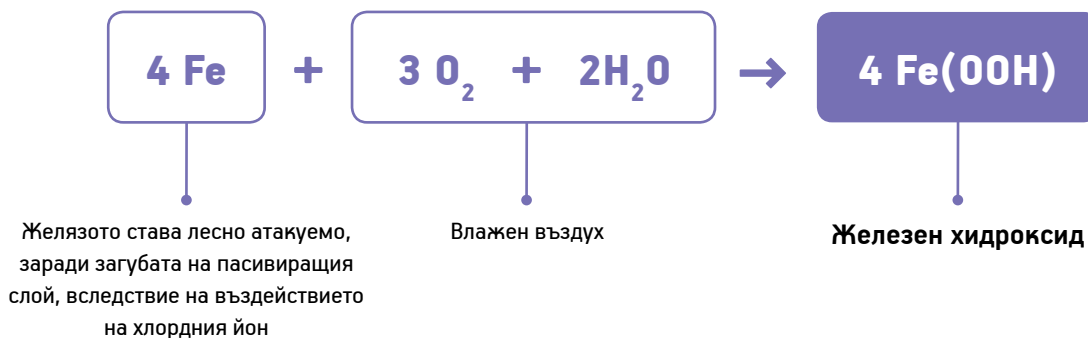 4 Fe + 3 O₂ + 2H₂O → 4 Fe(OOH)
Желязото става лесно атакуемо,
заради загубата на пасивиращия
слой, вследствие на въздействието
на хлордния йон
Влажен въздух
Железен хидроксид